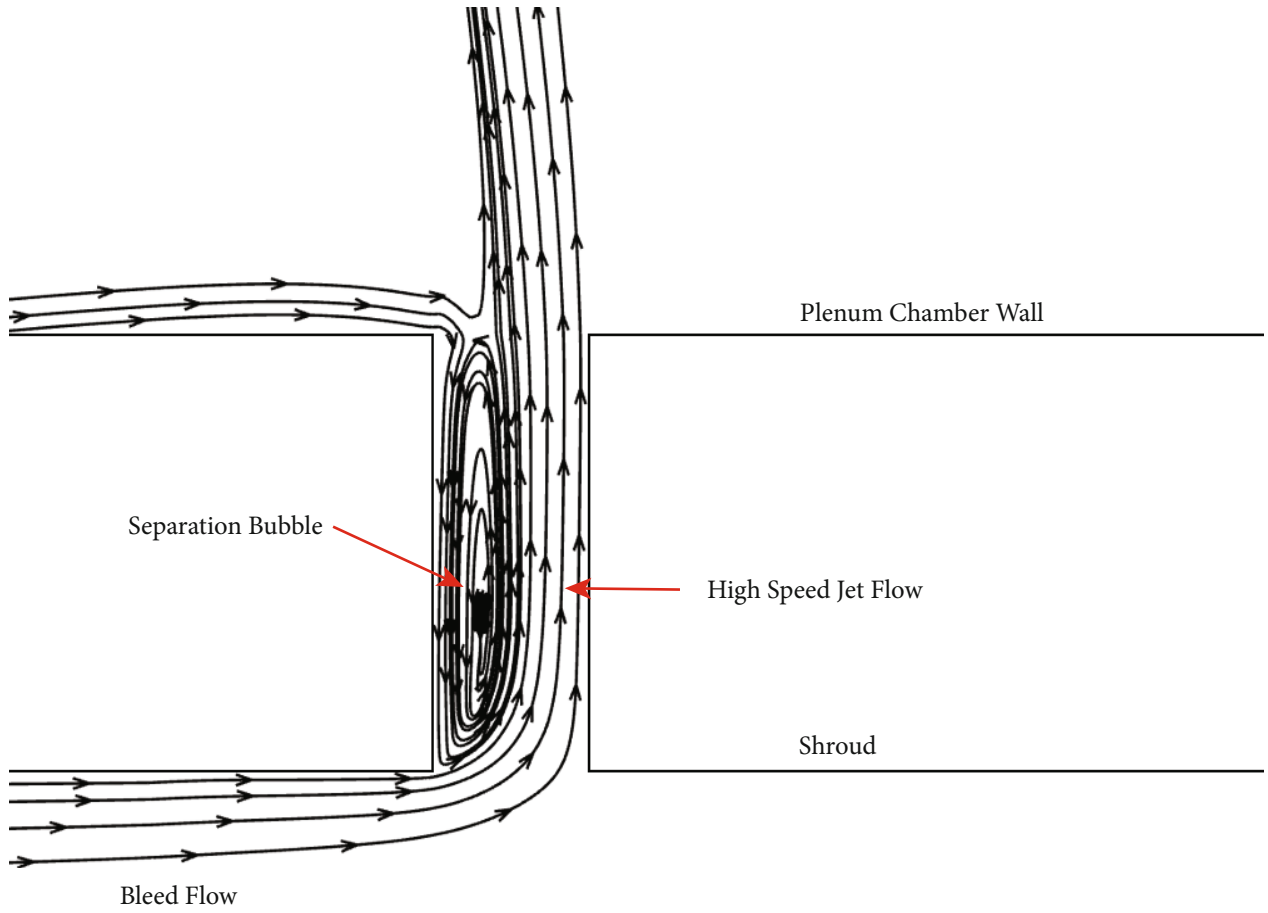 Plenum Chamber Wall
Separation Bubble
High Speed Jet Flow
Shroud
Bleed Flow